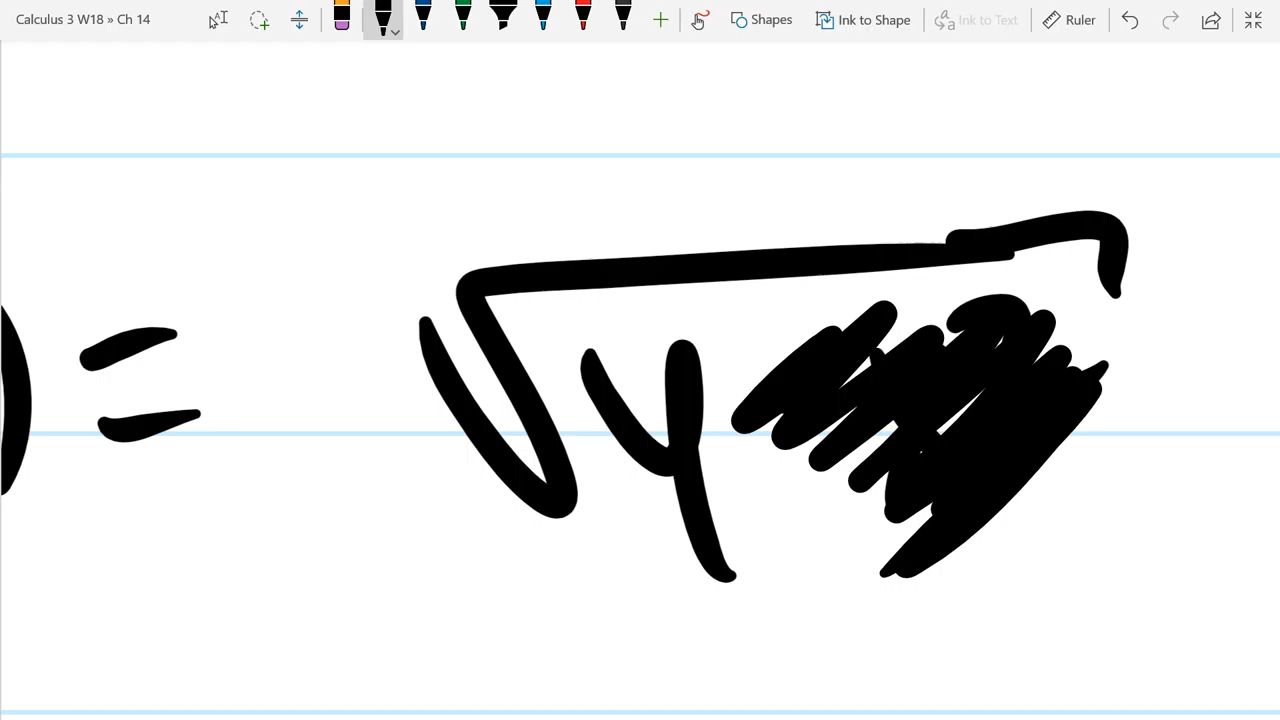 Calculus 3 W18 » Ch 14 Shapes Ink to Shape Ink to Text Ruler
) = √y